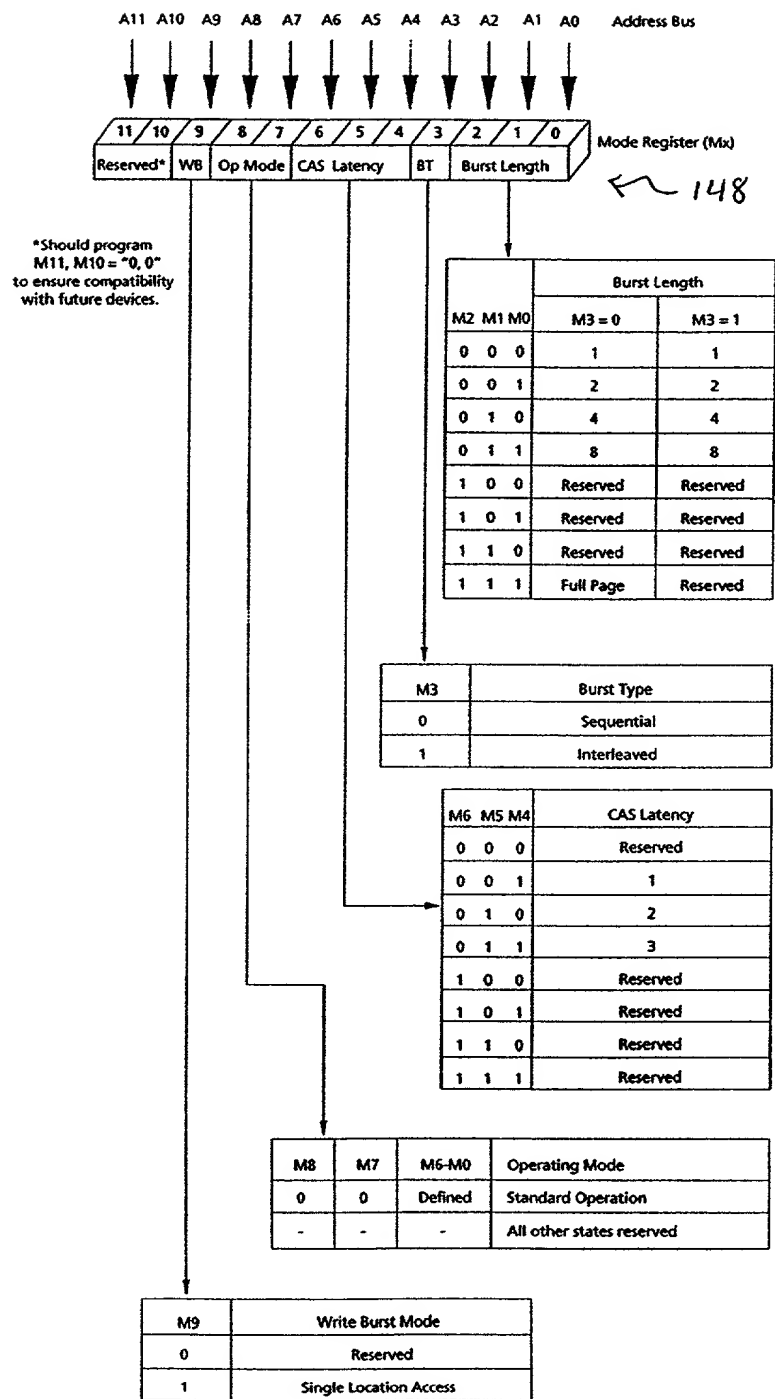 A11 A10 A9 A8 A7 A6 A5 A4 A3 A2 A1 A0 Address Bus
11 10 9 8 7 6 5 4 3 2 1 0
Mode Register (Mx)
Reserved* WB Op Mode CAS Latency BT Burst Length
148
*Should program
M11, M10 = "0, 0"
to ensure compatibility
with future devices.
Burst Length
M2 M1 M0 M3 = 0 M3 = 1
0 0 0 1 1
0 0 1 2 2
0 1 0 4 4
0 1 1 8 8
1 0 0 Reserved Reserved
1 0 1 Reserved Reserved
1 1 0 Reserved Reserved
1 1 1 Full Page Reserved
M3 Burst Type
0 Sequential
1 Interleaved
M6 M5 M4 CAS Latency
0 0 0 Reserved
0 0 1 1
0 1 0 2
0 1 1 3
1 0 0 Reserved
1 0 1 Reserved
1 1 0 Reserved
1 1 1 Reserved
M8 M7 M6-M0 Operating Mode
0 0 Defined Standard Operation
- - - All other states reserved
M9 Write Burst Mode
0 Reserved
1 Single Location Access